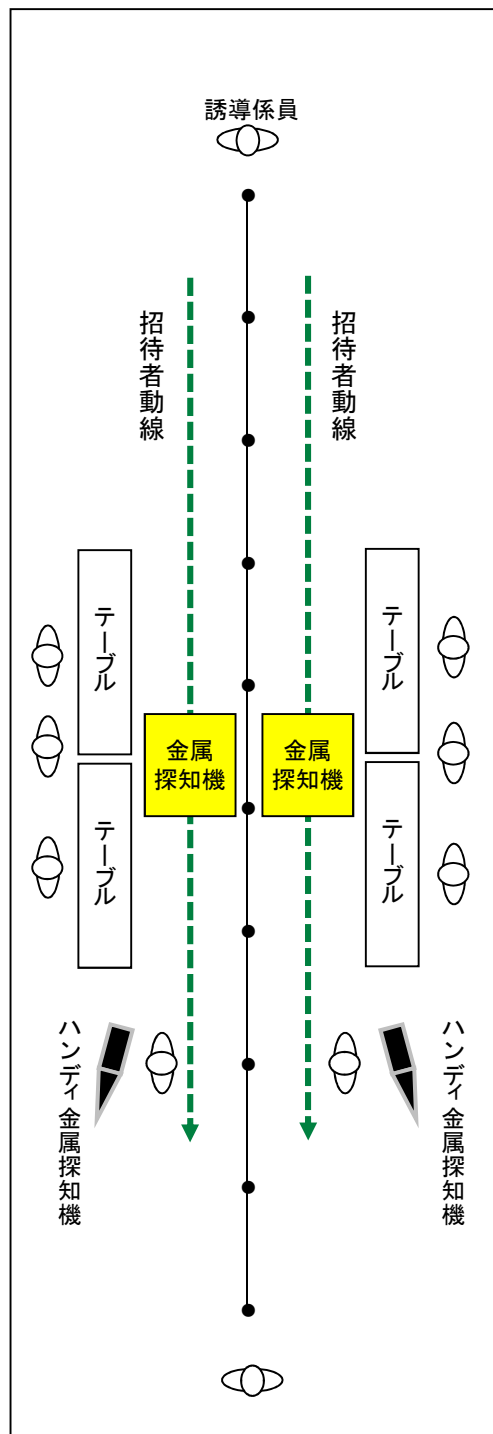 誘導係員
招待者動線
招待者動線
テーブル
テーブル
金属
探知機
金属
探知機
テーブル
テーブル
ハンディ金属探知機
ハンディ金属探知機